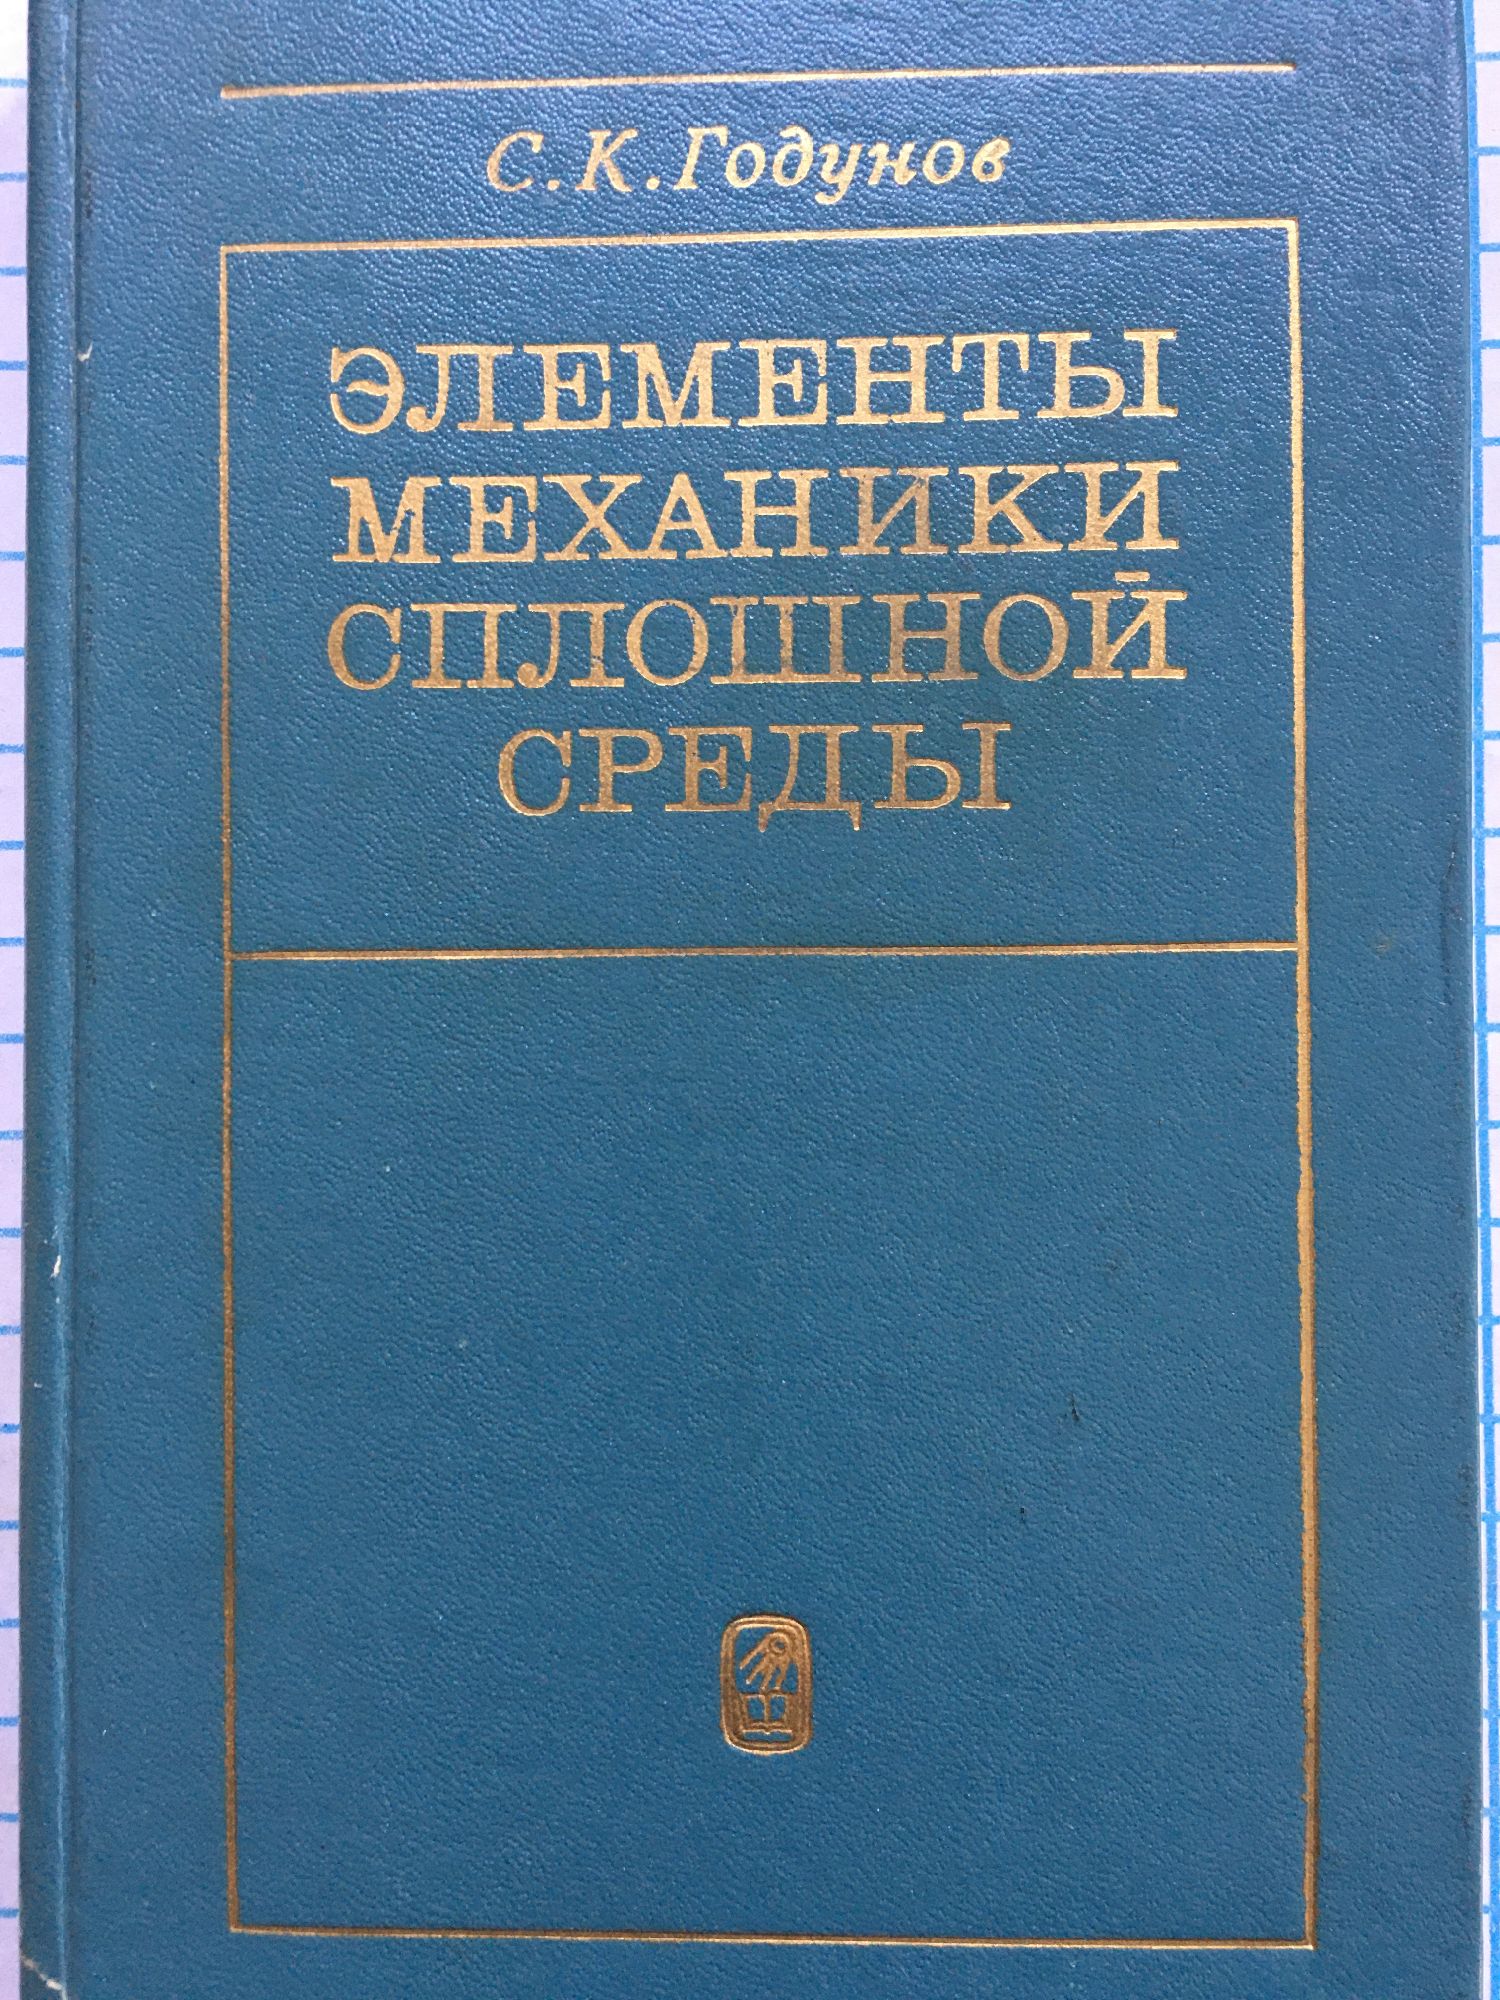 С.К.Годунов
ЭЛЕМЕНТЫ
МЕХАНИКИ
СПЛОШНОЙ
СРЕДЫ